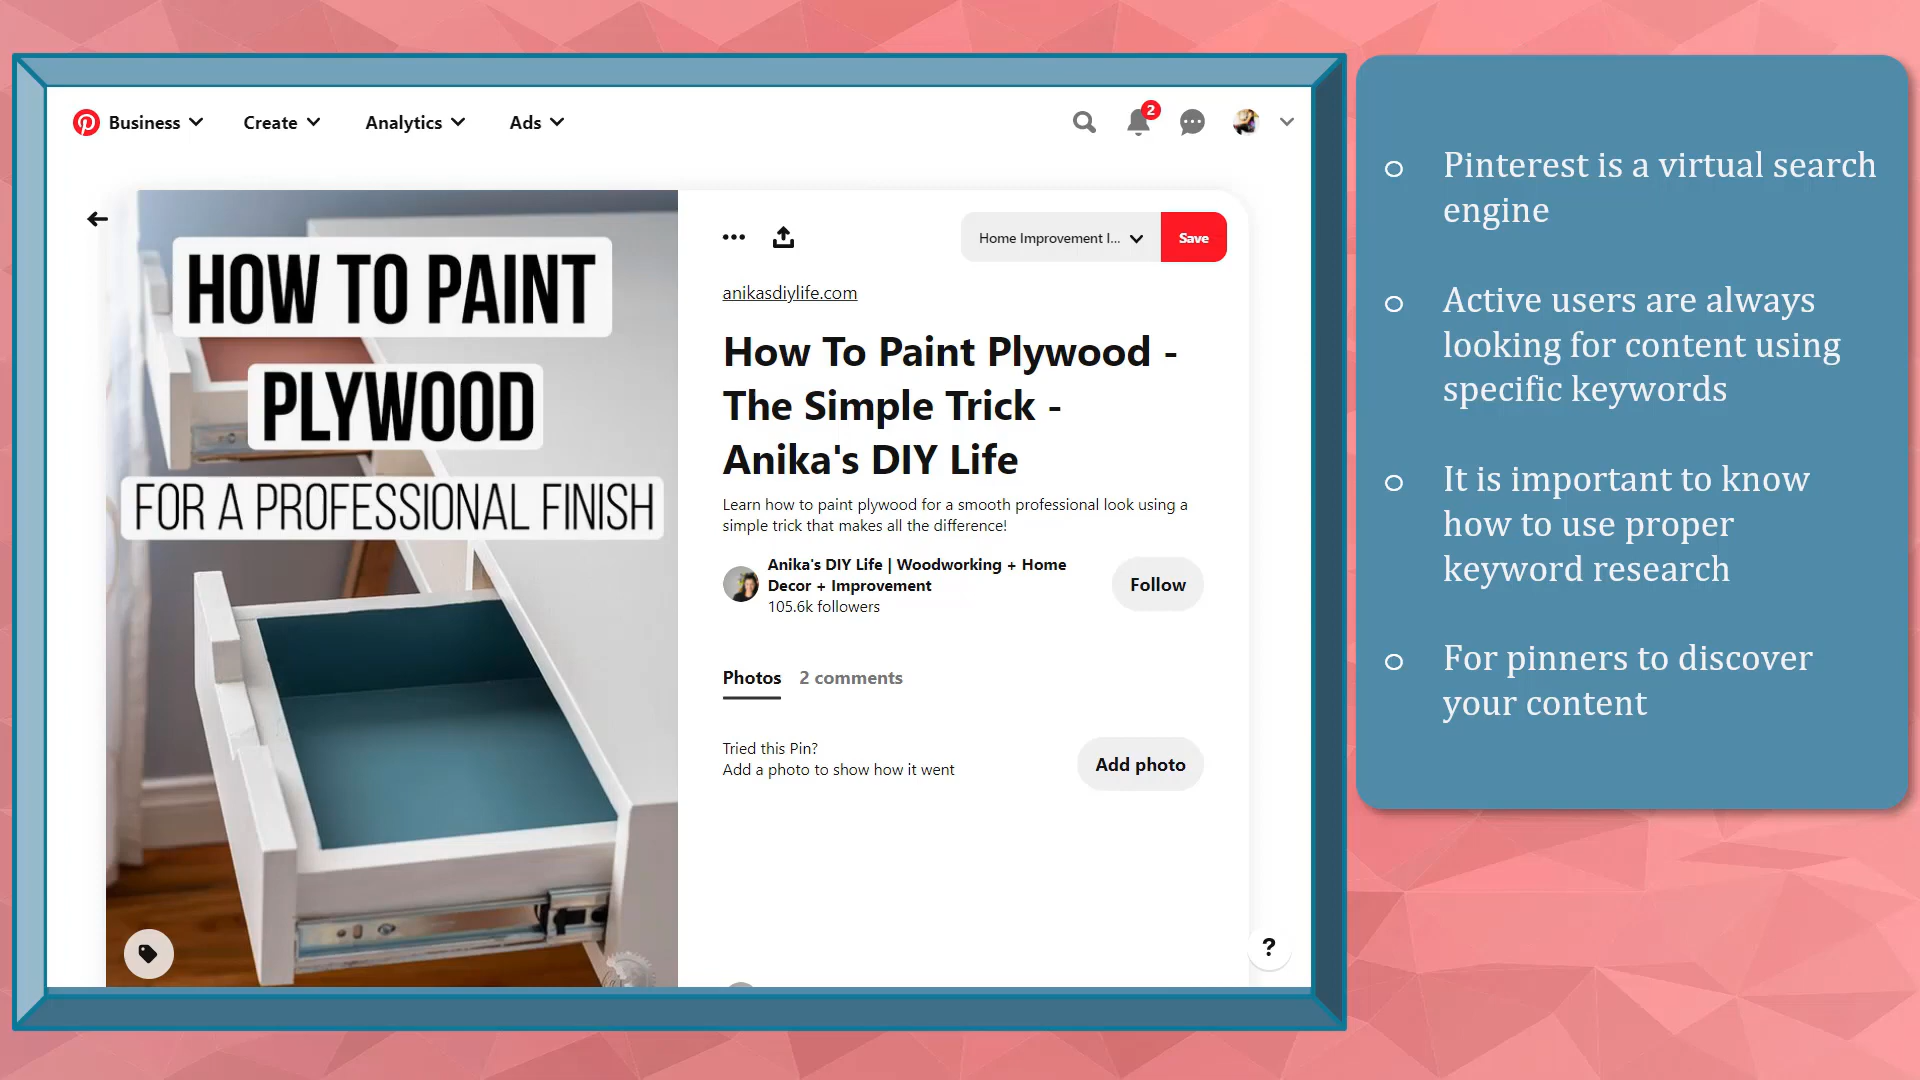 Business
Create
Analytics
Ads
2
HOW TO PAINT
PLYWOOD
FOR A PROFESSIONAL FINISH
Home Improvement I...
Save
anikasdiylife.com
How To Paint Plywood -
The Simple Trick -
Anika's DIY Life
Learn how to paint plywood for a smooth professional look using a
simple trick that makes all the difference!
Anika's DIY Life | Woodworking + Home
Decor + Improvement
105.6k followers
Follow
Photos
2 comments
Tried this Pin?
Add a photo to show how it went
Add photo
?
Pinterest is a virtual search
engine
Active users are always
looking for content using
specific keywords
It is important to know
how to use proper
keyword research
For pinners to discover
your content